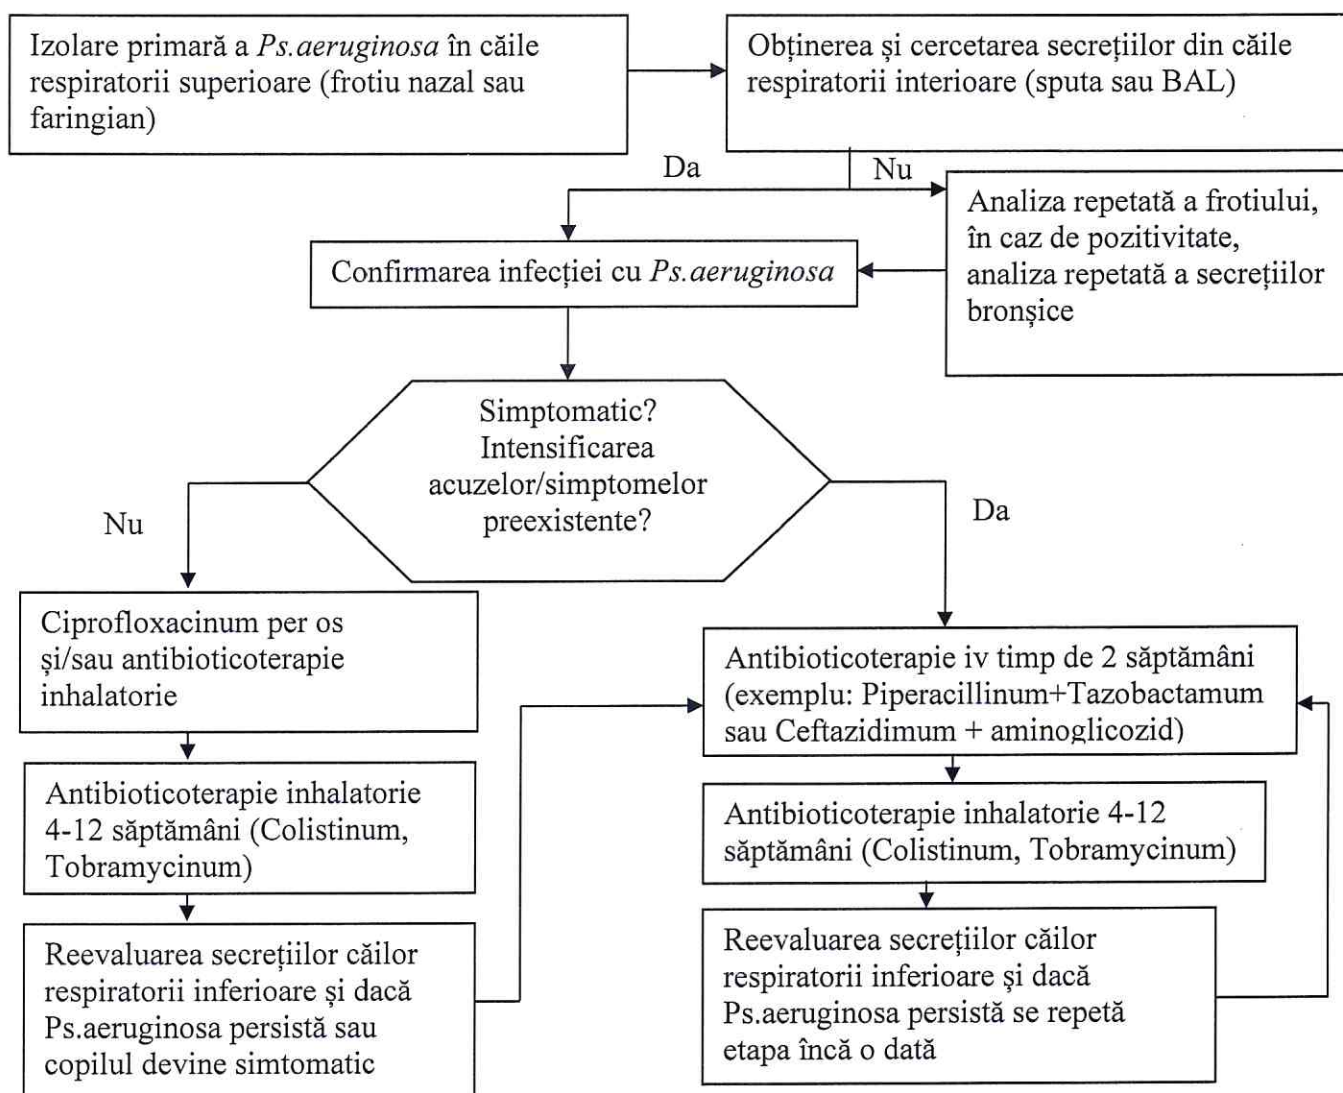 Izolare primară a Ps.aeruginosa în căile
respiratorii superioare (frotiu nazal sau
faringian)
Obținerea și cercetarea secrețiilor din căile
respiratorii interioare (sputa sau BAL)
Da
Nu
Analiza repetată a frotiului,
în caz de pozitivitate,
analiza repetată a secrețiilor
bronșice
Confirmarea infecției cu Ps.aeruginosa
Simptomatic?
Intensificarea
acuzelor/simptomelor
preexistente?
Nu
Da
Ciprofloxacinum per os
și/sau antibioticoterapie
inhalatorie
Antibioticoterapie inhalatorie
4-12 săptămâni (Colistinum,
Tobramycinum)
Reevaluarea secrețiilor căilor
respiratorii inferioare și dacă
Ps.aeruginosa persistă sau
copilul devine simtomatic
Antibioticoterapie iv timp de 2 săptămâni
(exemplu: Piperacillinum+Tazobactamum
sau Ceftazidimum + aminoglicozid)
Antibioticoterapie inhalatorie 4-12
săptămâni (Colistinum, Tobramycinum)
Reevaluarea secrețiilor căilor
respiratorii inferioare și dacă
Ps.aeruginosa persistă se repetă
etapa încă o dată